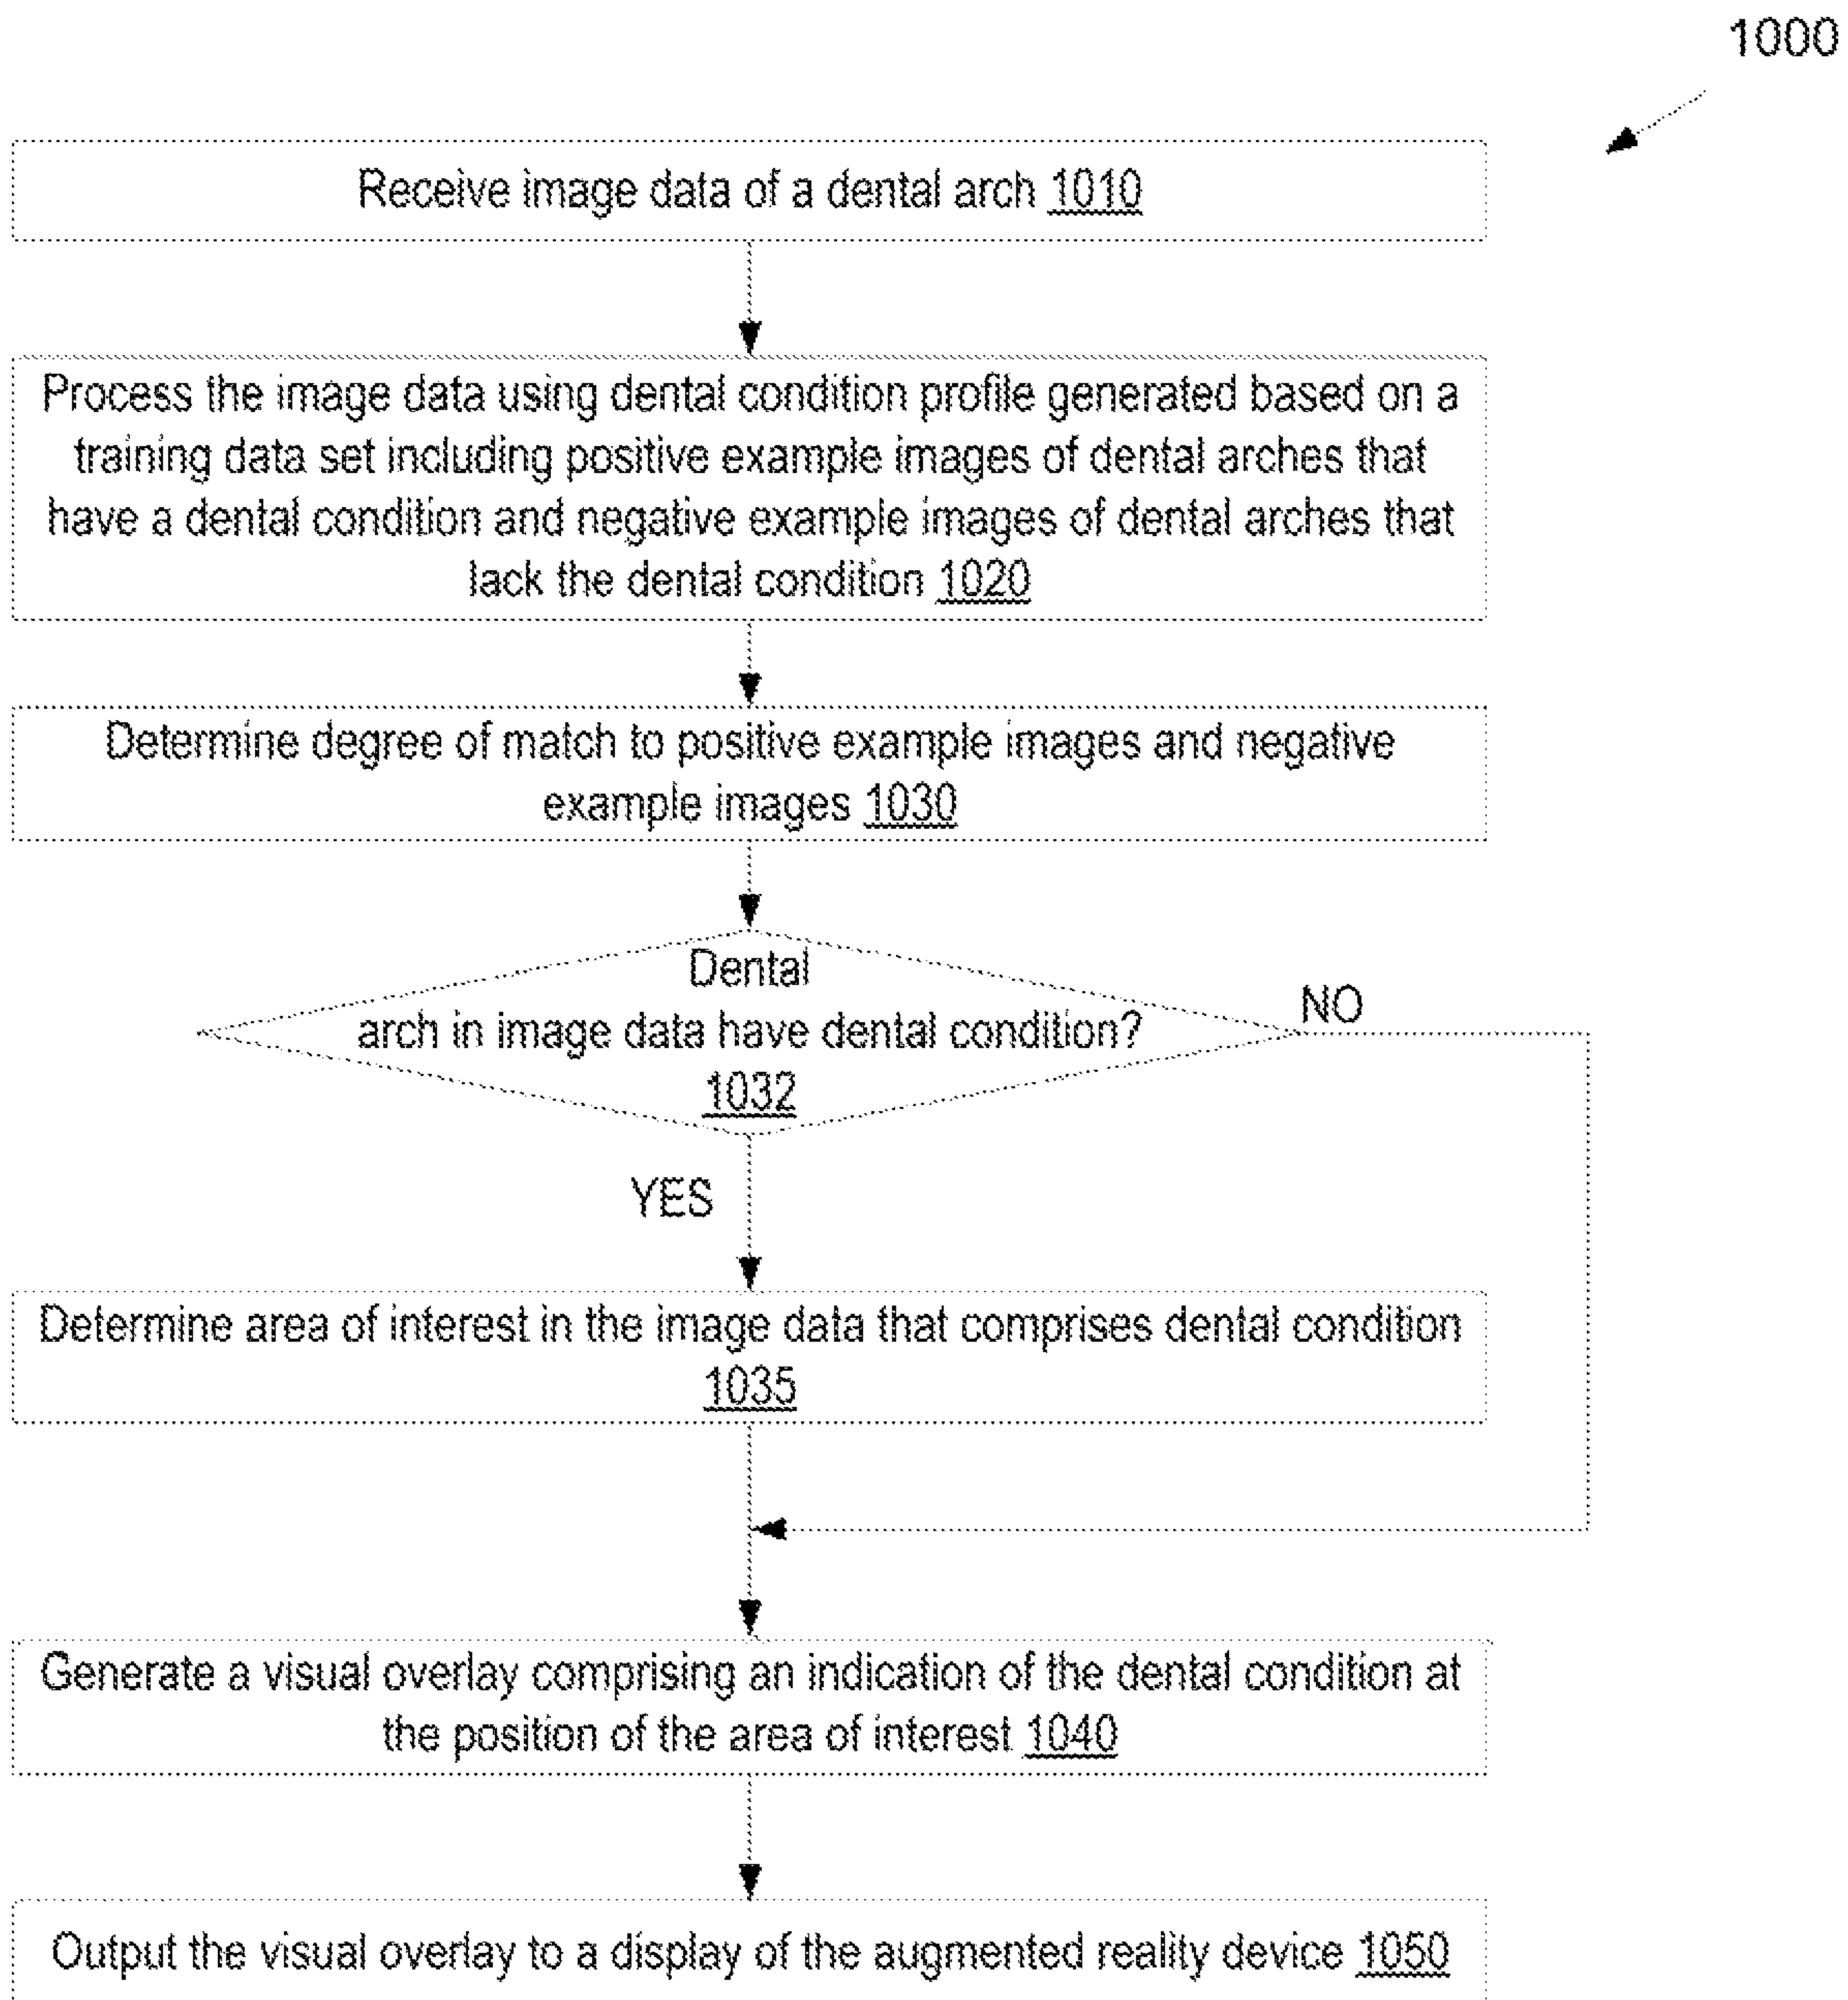 1000
Receive image data of a dental arch 1010
Process the image data using dental condition profile generated based on a
training data set including positive example images of dental arches that
have a dental condition and negative example images of dental arches that
lack the dental condition 1020
Determine degree of match to positive example images and negative
example images 1030
Dental
arch in image data have dental condition?
1032
NO
YES
Determine area of interest in the image data that comprises dental condition
1035
Generate a visual overlay comprising an indication of the dental condition at
the position of the area of interest 1040
Output the visual overlay to a display of the augmented reality device 1050